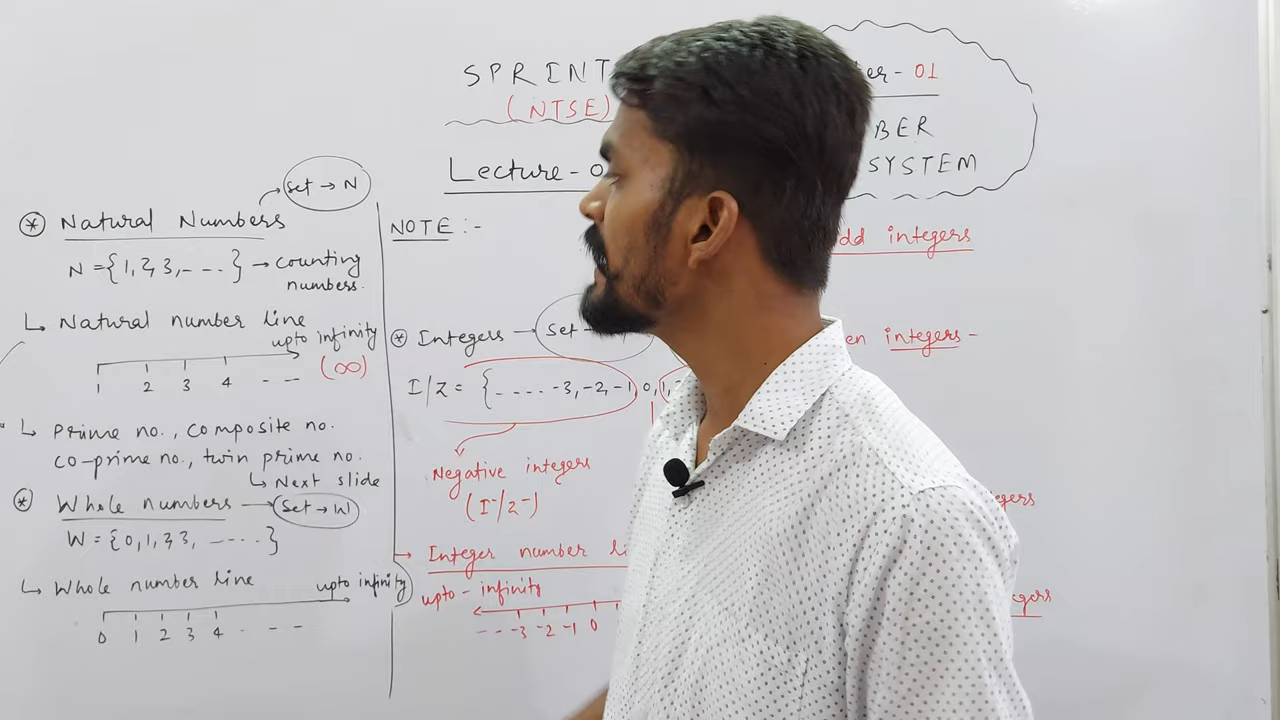 SPRINT
(NTSE)
Lecture - 0
01
BER
SYSTEM
Set → N
* Natural Numbers
N = {1, 2, 3, - - - -} → counting
numbers.
↳ Natural number line
upto infinity
(∞)
1 2 3 4 - - --
↳ Prime no., composite no.
co-prime no., twin prime no.
↳ Next slide
* Whole numbers → Set → W
W = {0, 1, 2, 3, - - - - -}
↳ Whole number line upto infinity
0 1 2 3 4 - - - -
NOTE :-
* Integers → Set →
I/Z = { - - - - -3, -2, -1, 0, 1,
Negative integers
(I⁻/Z⁻)
→ Integer number li
upto - infinity
- - - -3 -2 -1 0
dd integers
en integers -